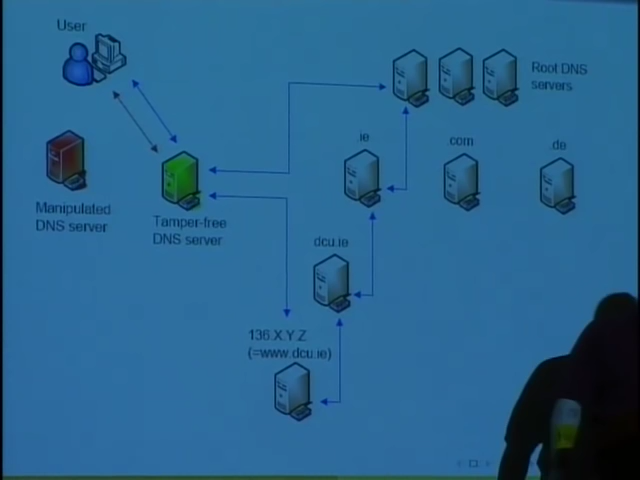 User
Root DNS
servers
.ie
.com
.de
Manipulated
DNS server
Tamper-free
DNS server
dcu.ie
136.X.Y.Z
(=www.dcu.ie)